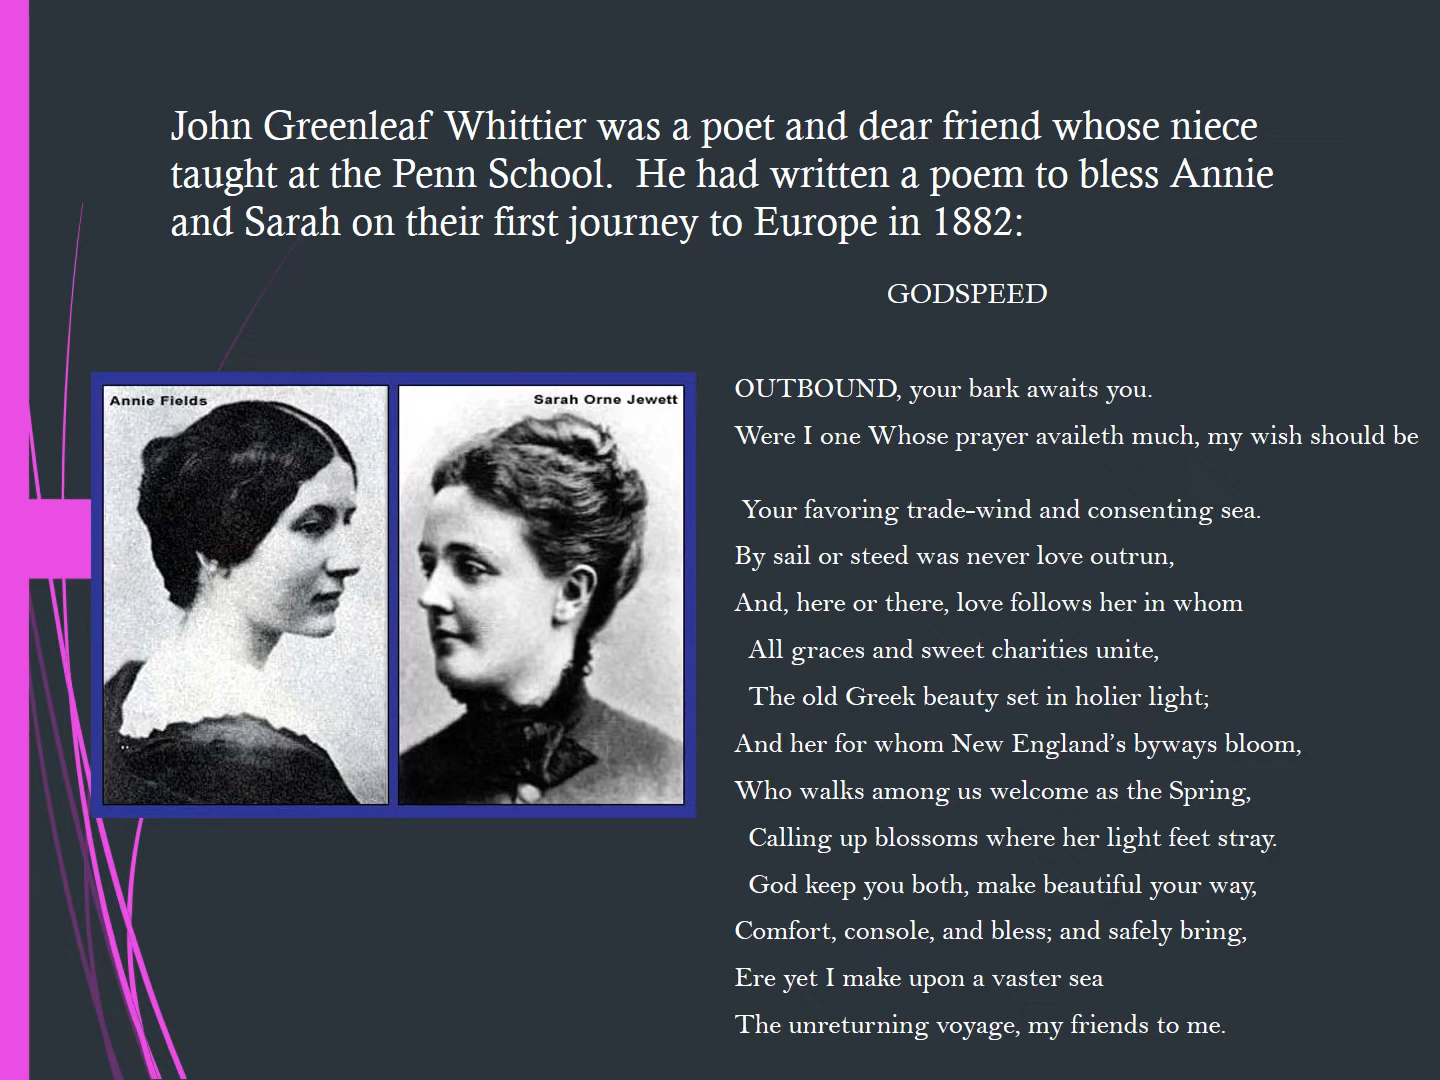 John Greenleaf Whittier was a poet and dear friend whose niece
taught at the Penn School.  He had written a poem to bless Annie
and Sarah on their first journey to Europe in 1882:
GODSPEED
Annie Fields
Sarah Orne Jewett
OUTBOUND, your bark awaits you.
Were I one Whose prayer availeth much, my wish should be
Your favoring trade-wind and consenting sea.
By sail or steed was never love outrun,
And, here or there, love follows her in whom
All graces and sweet charities unite,
The old Greek beauty set in holier light;
And her for whom New England’s byways bloom,
Who walks among us welcome as the Spring,
Calling up blossoms where her light feet stray.
God keep you both, make beautiful your way,
Comfort, console, and bless; and safely bring,
Ere yet I make upon a vaster sea
The unreturning voyage, my friends to me.